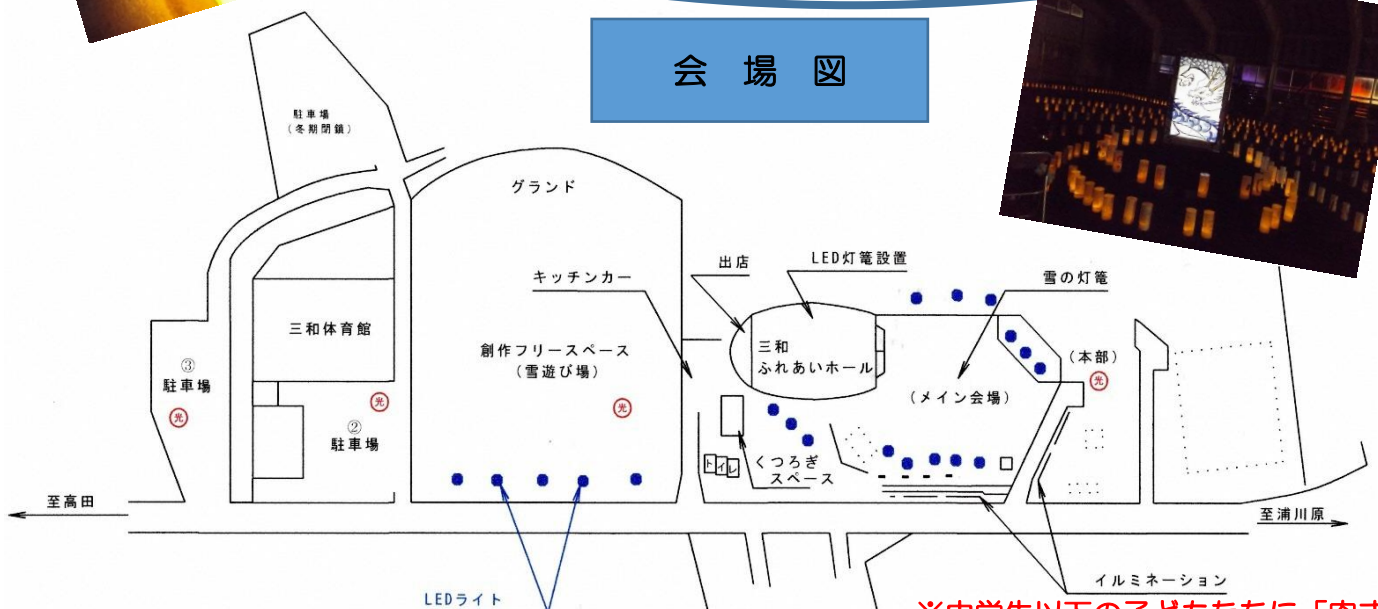 会場図
駐車場
(冬期閉鎖)
グランド
キッチンカー
出店
LED灯篭設置
雪の灯篭
三和体育館
創作フリースペース
(雪遊び場)
三和
ふれあいホール
(メイン会場)
(本部)
光
③
駐車場
光
光
光
②
駐車場
トイレ
くつろぎ
スペース
至高田
至浦川原
LEDライト
イルミネーション